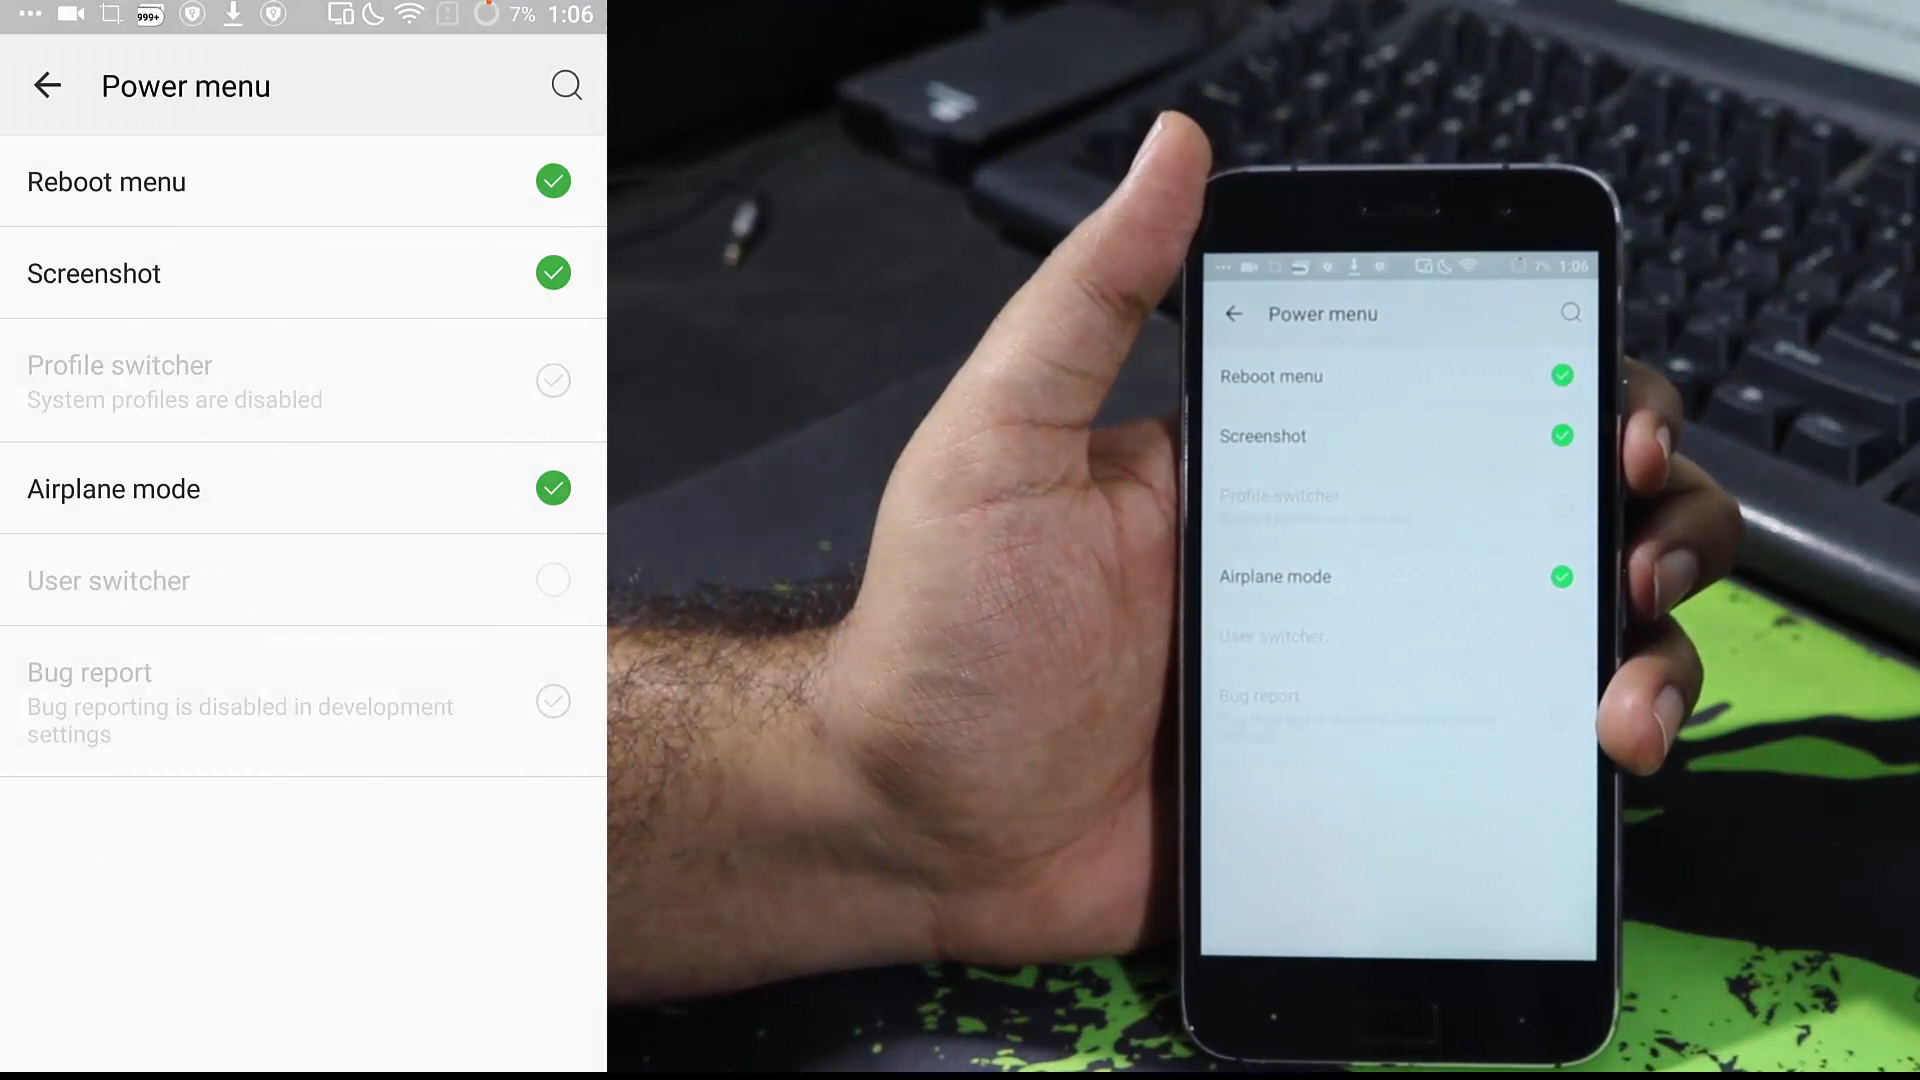 999+
7% 1:06
Power menu
Reboot menu
Screenshot
Profile switcher
System profiles are disabled
Airplane mode
User switcher
Bug report
Bug reporting is disabled in development
settings
7% 1:06
Power menu
Reboot menu
Screenshot
Profile switcher
Airplane mode
User switcher
Bug report